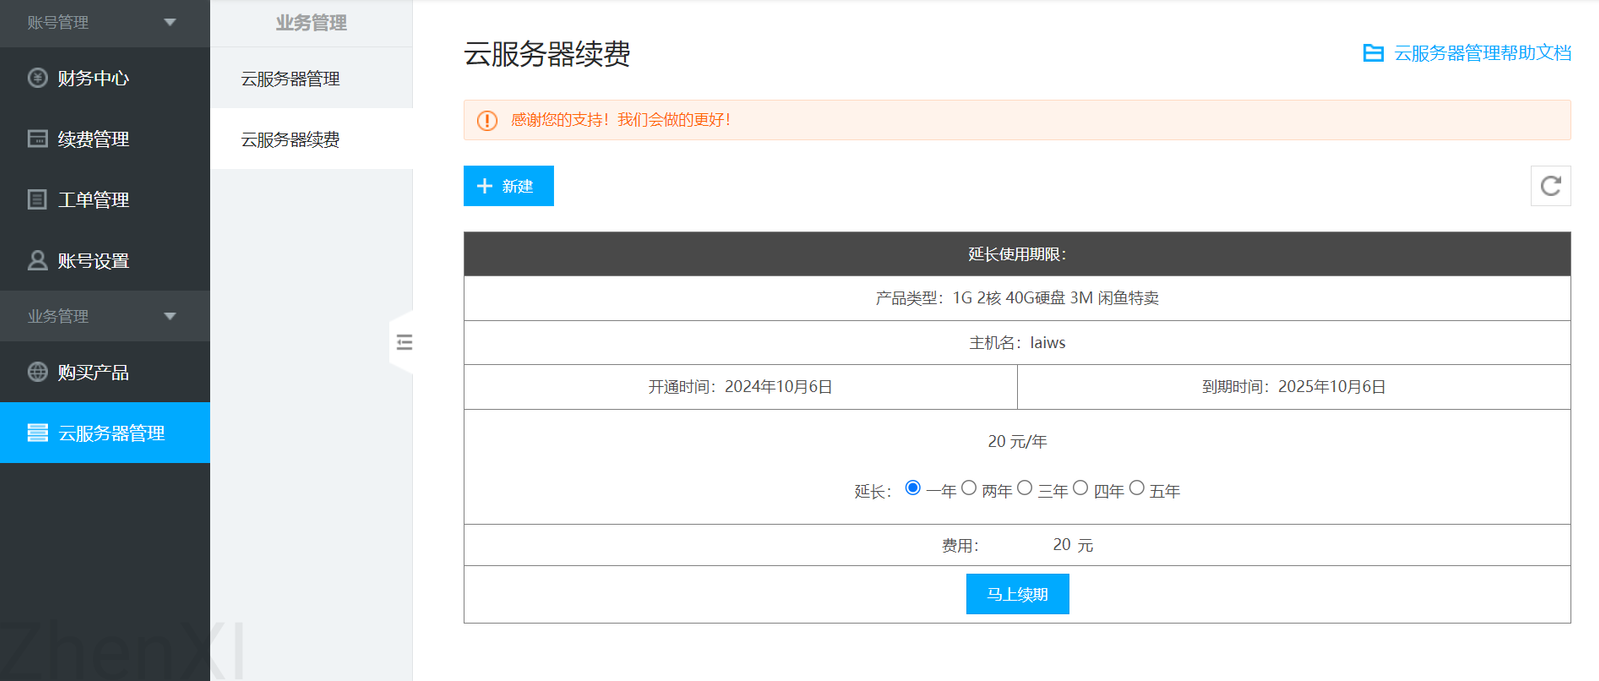 账号管理
财务中心
续费管理
工单管理
账号设置
业务管理
购买产品
云服务器管理
ZhenXI
业务管理
云服务器管理
云服务器续费
云服务器续费
云服务器管理帮助文档
感谢您的支持！我们会做的更好！
新建
延长使用期限：
产品类型：1G 2核 40G硬盘 3M 闲鱼特卖
主机名：laiws
开通时间：2024年10月6日 到期时间：2025年10月6日
20 元/年
延长： 一年 两年 三年 四年 五年
费用： 20 元
马上续期